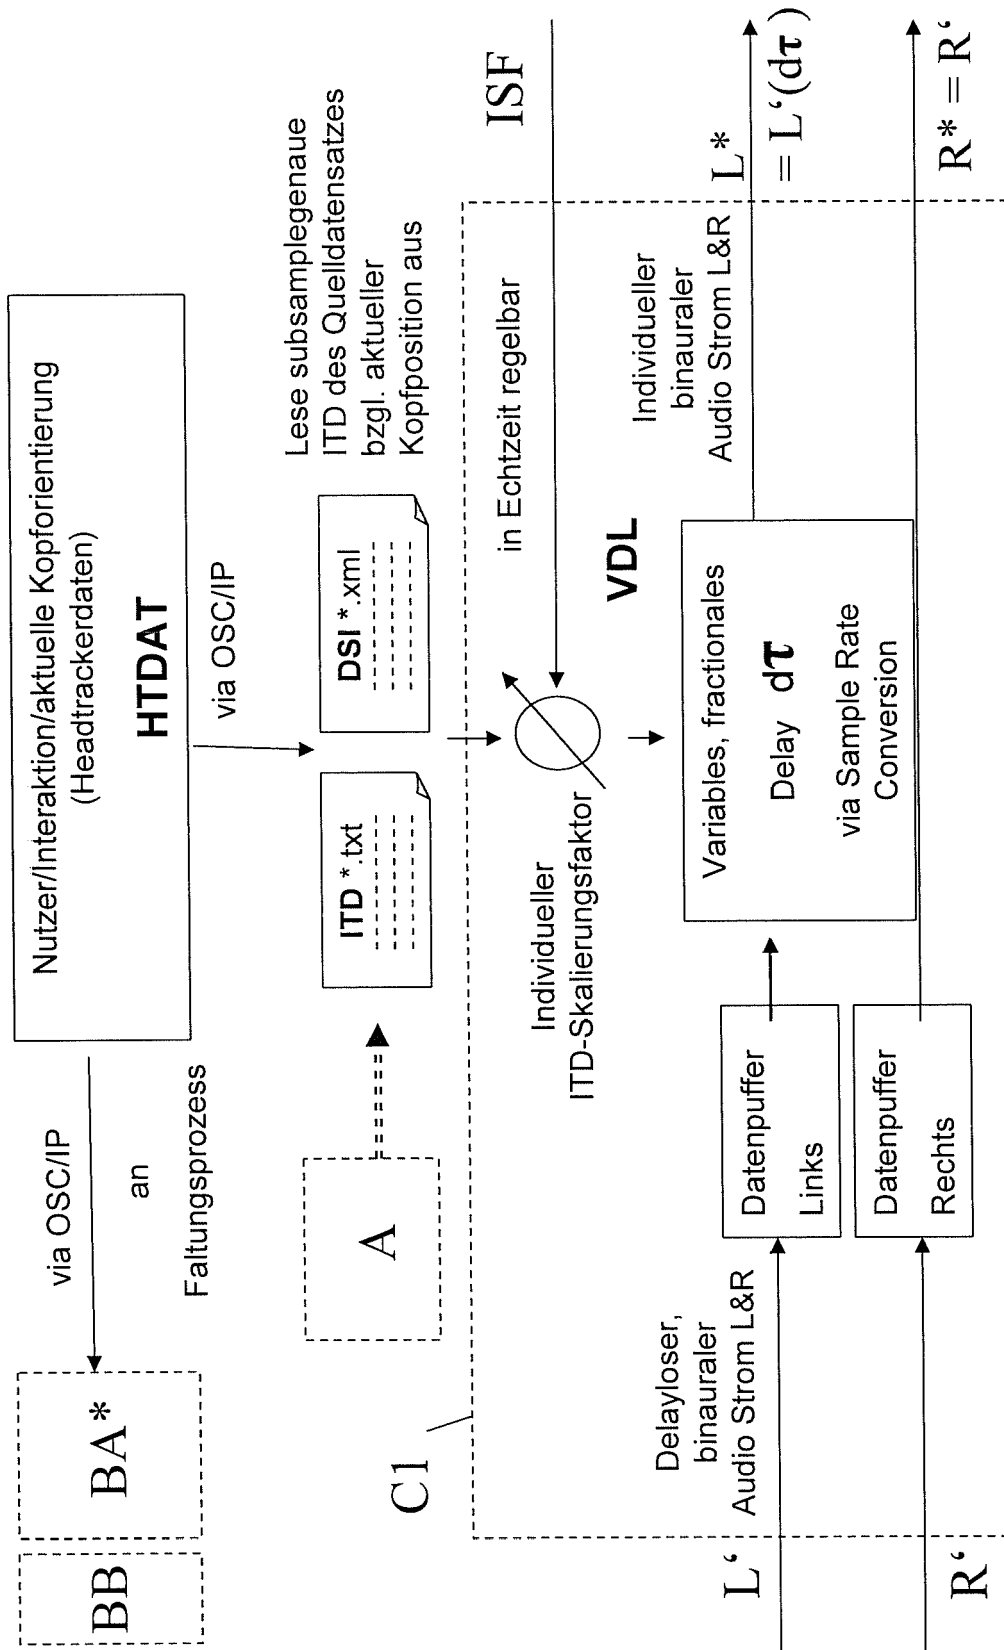 BB
BA*
via OSC/IP
an
Faltungsprozess
Nutzer/Interaktion/aktuelle Kopforientierung
(Headtrackerdaten)
HTDAT
via OSC/IP
A
ITD *.txt
DSI *.xml
Lese subsamplegenaue
ITD des Quelldatensatzes
bzgl. aktueller
Kopfposition aus
C1
Individueller
ITD-Skalierungsfaktor
in Echtzeit regelbar
ISF
VDL
Delayloser,
binauraler
Audio Strom L&R
L‘
R‘
Datenpuffer
Links
Datenpuffer
Rechts
Variables, fractionales
Delay dτ
via Sample Rate
Conversion
Individueller
binauraler
Audio Strom L&R
L*
= L‘(dτ)
R* = R‘